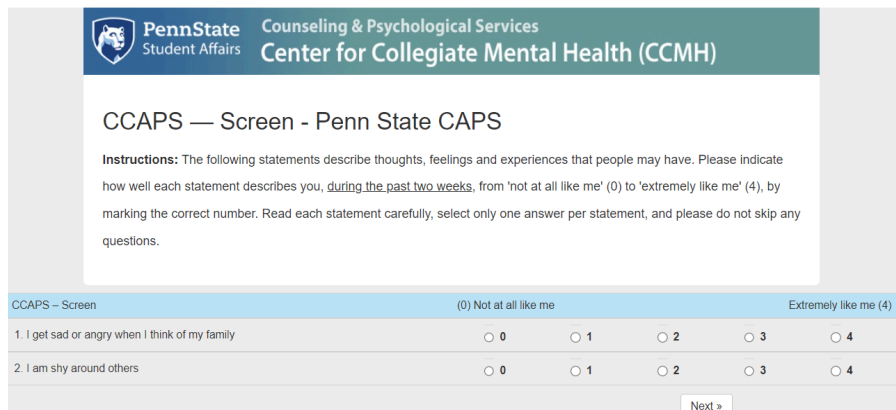 PennState
Student Affairs
Counseling & Psychological Services
Center for Collegiate Mental Health (CCMH)
CCAPS — Screen - Penn State CAPS
Instructions: The following statements describe thoughts, feelings and experiences that people may have. Please indicate
how well each statement describes you, during the past two weeks, from 'not at all like me' (0) to 'extremely like me' (4), by
marking the correct number. Read each statement carefully, select only one answer per statement, and please do not skip any
questions.
CCAPS – Screen (0) Not at all like me Extremely like me (4)
1. I get sad or angry when I think of my family 0 1 2 3 4
2. I am shy around others 0 1 2 3 4
Next »